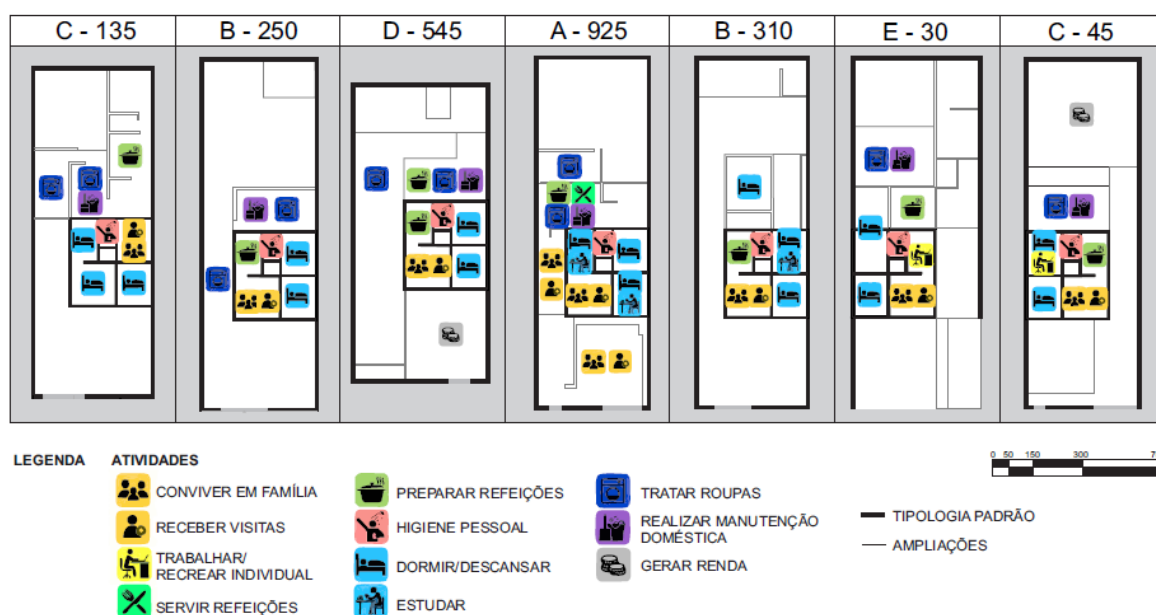 C - 135 B - 250 D - 545 A - 925 B - 310 E - 30 C - 45
LEGENDA ATIVIDADES
CONVIVER EM FAMÍLIA
RECEBER VISITAS
TRABALHAR/
RECREAR INDIVIDUAL
SERVIR REFEIÇÕES
PREPARAR REFEIÇÕES
HIGIENE PESSOAL
DORMIR/DESCANSAR
ESTUDAR
TRATAR ROUPAS
REALIZAR MANUTENÇÃO
DOMÉSTICA
GERAR RENDA
0 50 150 300
TIPOLOGIA PADRÃO
AMPLIAÇÕES